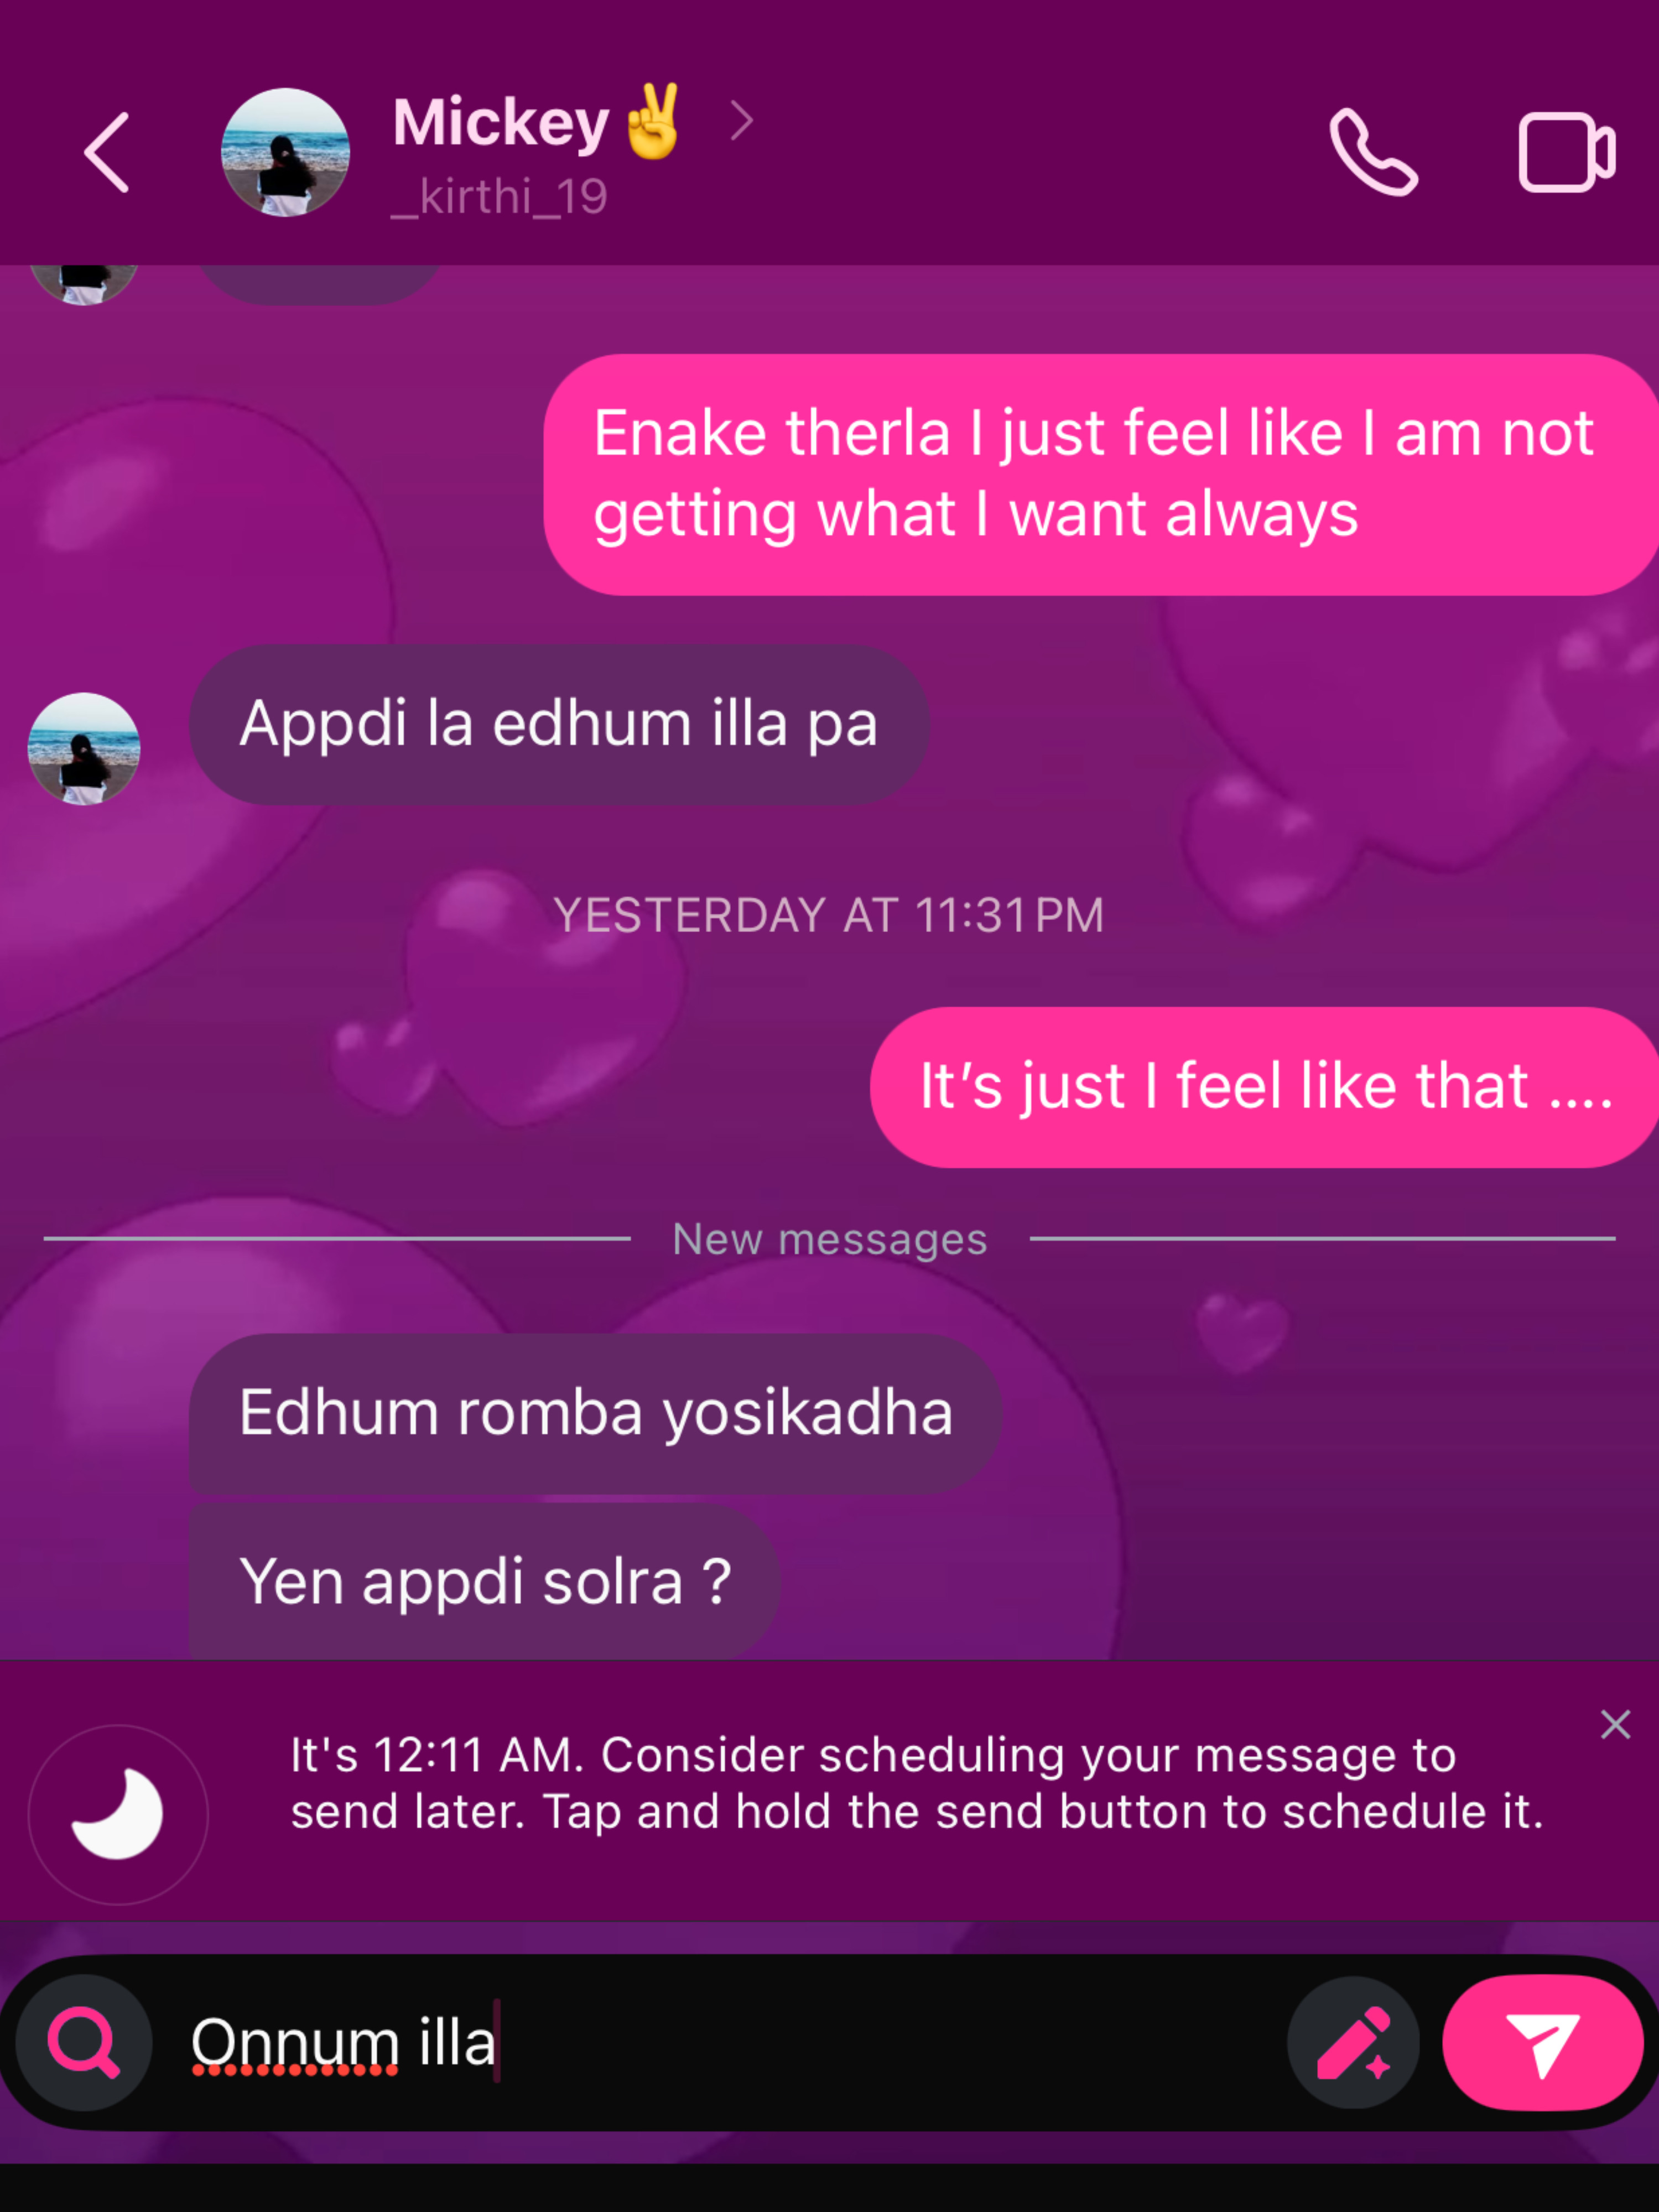 Mickey✌️
_kirthi_19
Enake therla I just feel like I am not
getting what I want always
Appdi la edhum illa pa
YESTERDAY AT 11:31 PM
It’s just I feel like that ....
New messages
Edhum romba yosikadha
Yen appdi solra ?
It's 12:11 AM. Consider scheduling your message to
send later. Tap and hold the send button to schedule it.
Onnum illa